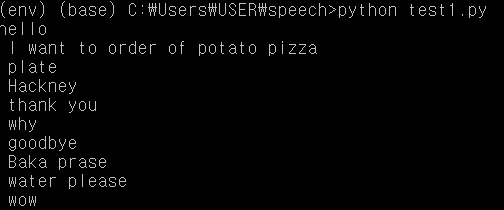 (env) (base) C:₩Users₩USER₩speech>python test1.py
hello
I want to order of potato pizza
plate
Hackney
thank you
why
goodbye
Baka prase
water please
wow